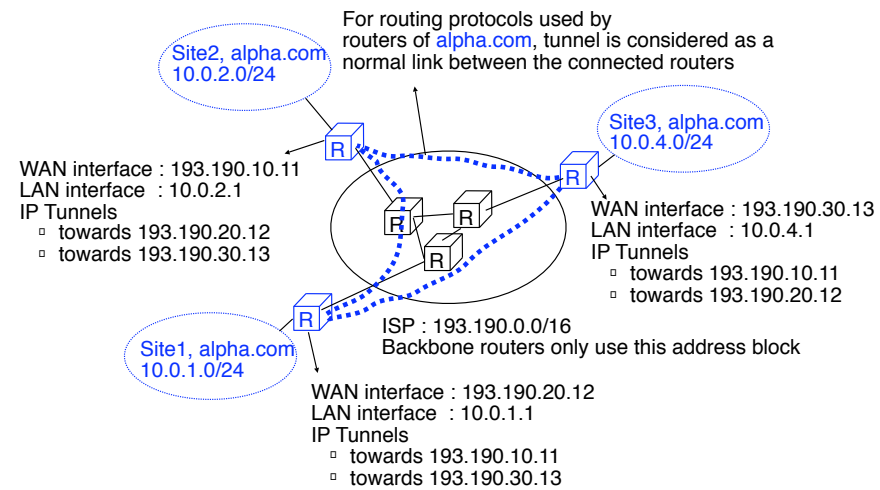 For routing protocols used by
routers of alpha.com, tunnel is considered as a
normal link between the connected routers
Site2, alpha.com
10.0.2.0/24
Site3, alpha.com
10.0.4.0/24
R
R
WAN interface : 193.190.10.11
LAN interface : 10.0.2.1
IP Tunnels
▫ towards 193.190.20.12
▫ towards 193.190.30.13
R
R
R
WAN interface : 193.190.30.13
LAN interface : 10.0.4.1
IP Tunnels
▫ towards 193.190.10.11
▫ towards 193.190.20.12
R
ISP : 193.190.0.0/16
Backbone routers only use this address block
Site1, alpha.com
10.0.1.0/24
WAN interface : 193.190.20.12
LAN interface : 10.0.1.1
IP Tunnels
▫ towards 193.190.10.11
▫ towards 193.190.30.13